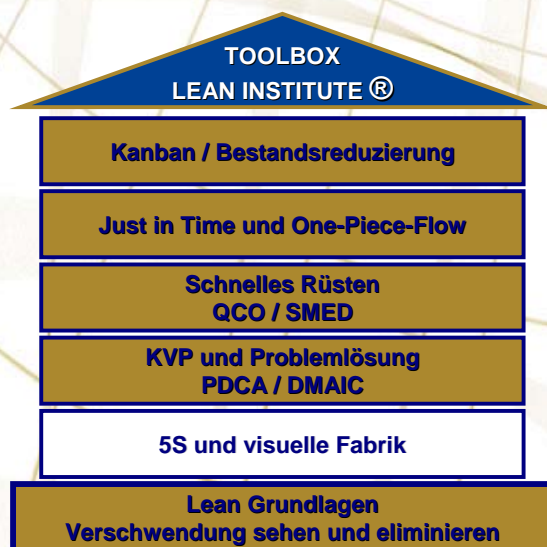 TOOLBOX
LEAN INSTITUTE ®
Kanban / Bestandsreduzierung
Just in Time und One-Piece-Flow
Schnelles Rüsten
QCO / SMED
KVP und Problemlösung
PDCA / DMAIC
5S und visuelle Fabrik
Lean Grundlagen
Verschwendung sehen und eliminieren